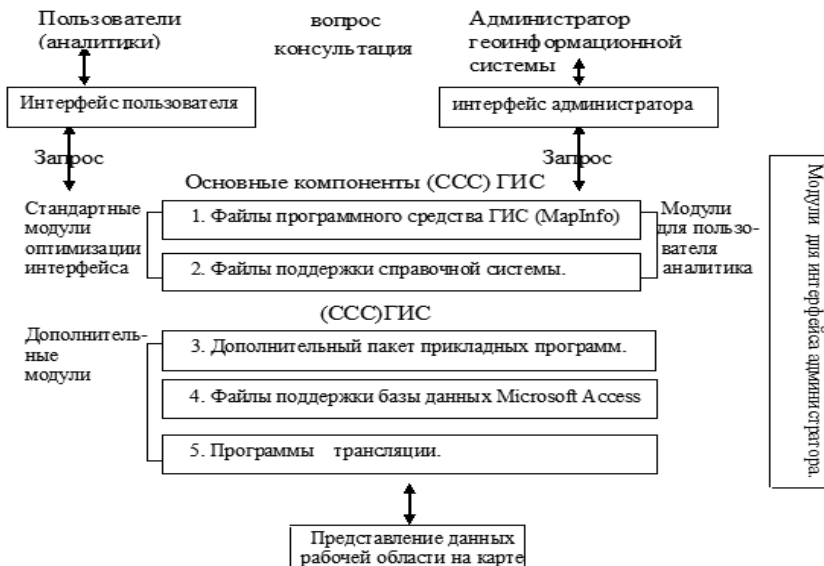 Пользователи
(аналитики)
вопрос
консультация
Администратор
геоинформационной
системы
Интерфейс пользователя
интерфейс администратора
Запрос
Запрос
Основные компоненты (ССС) ГИС
Стандартные
модули
оптимизации
интерфейса
1. Файлы программного средства ГИС (MapInfo)
2. Файлы поддержки справочной системы.
Модули
для пользо-
вателя
аналитика
(ССС)ГИС
Дополнитель-
ные
модули
3. Дополнительный пакет прикладных программ.
4. Файлы поддержки базы данных Microsoft Access
5. Программы трансляции.
Модули для интерфейса администратора.
Представление данных
рабочей области на карте